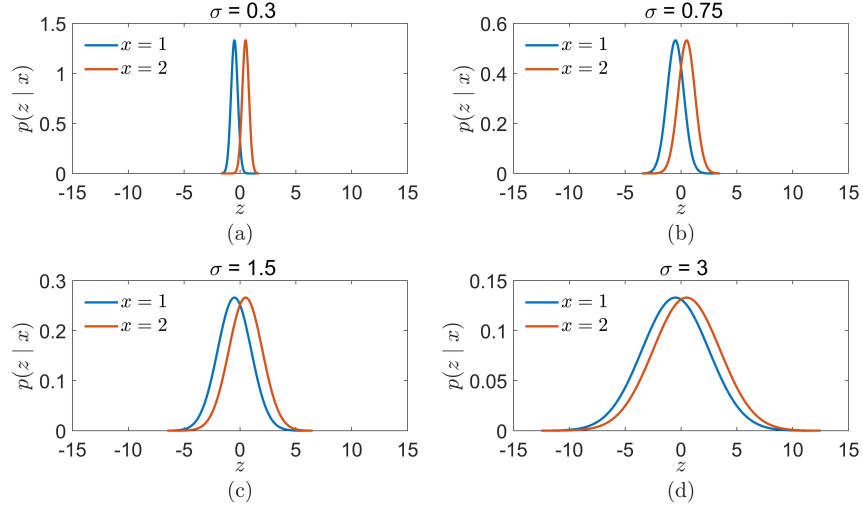 σ = 0.3
1.5
1
0.5
0
p(z | x)
x = 1
x = 2
-15 -10 -5 0 5 10 15
z
(a)
σ = 0.75
0.6
0.4
0.2
0
p(z | x)
x = 1
x = 2
-15 -10 -5 0 5 10 15
z
(b)
σ = 1.5
0.3
0.2
0.1
0
p(z | x)
x = 1
x = 2
-15 -10 -5 0 5 10 15
z
(c)
σ = 3
0.15
0.1
0.05
0
p(z | x)
x = 1
x = 2
-15 -10 -5 0 5 10 15
z
(d)